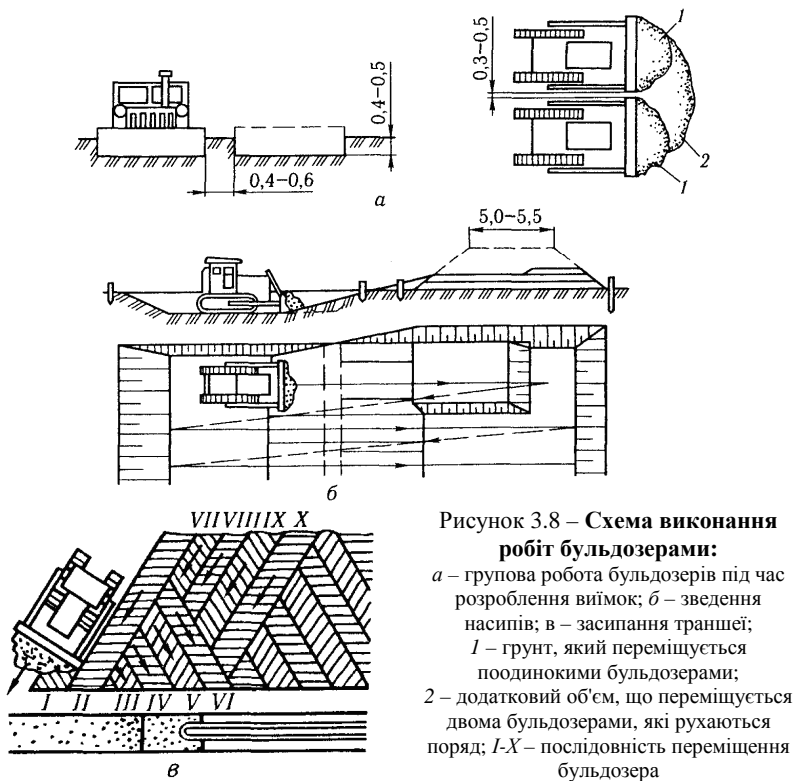 1
0,3–0,5
0,4–0,5
0,4–0,6
2
1
а
5,0–5,5
б
VII VIII IX X
I II III IV V VI
в
Рисунок 3.8 – Схема виконання
робіт бульдозерами:
а – групова робота бульдозерів під час
розроблення виїмок; б – зведення
насипів; в – засипання траншеї;
1 – грунт, який переміщується
поодинокими бульдозерами;
2 – додатковий об'єм, що переміщується
двома бульдозерами, які рухаються
поряд; I-X – послідовність переміщення
бульдозера